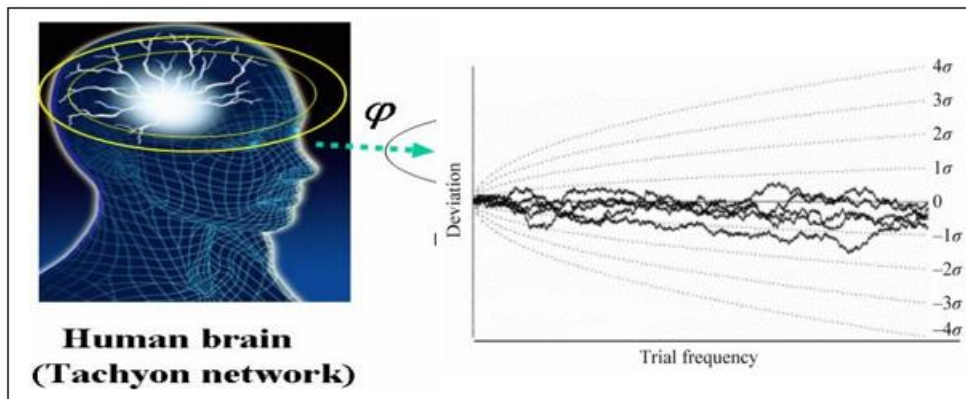 φ
Human brain
(Tachyon network)
Deviation
4σ
3σ
2σ
1σ
0
−1σ
−2σ
−3σ
−4σ
Trial frequency